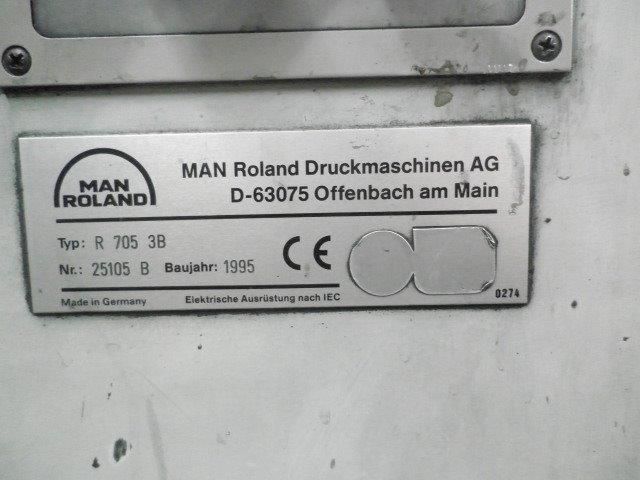 MAN
ROLAND
MAN Roland Druckmaschinen AG
D-63075 Offenbach am Main
Typ: R 705 3B
Nr.: 25105 B Baujahr: 1995
CE
Made in Germany Elektrische Ausrüstung nach IEC
0274